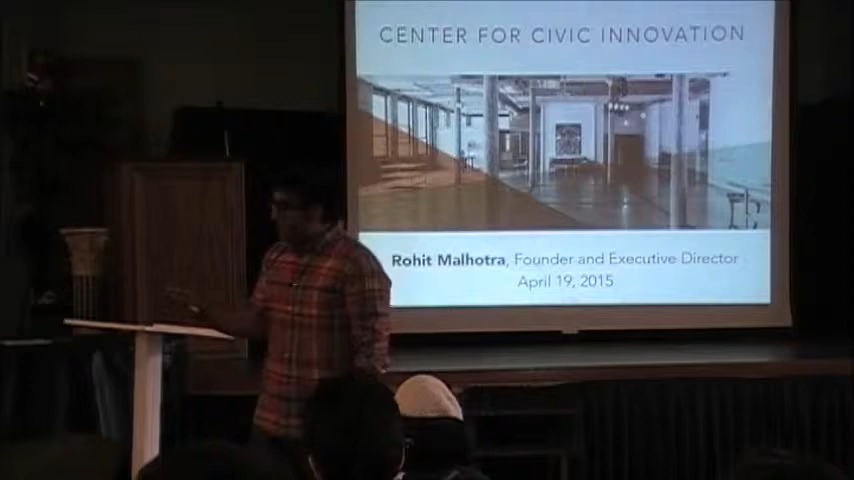 CENTER FOR CIVIC INNOVATION
Rohit Malhotra, Founder and Executive Director
April 19, 2015